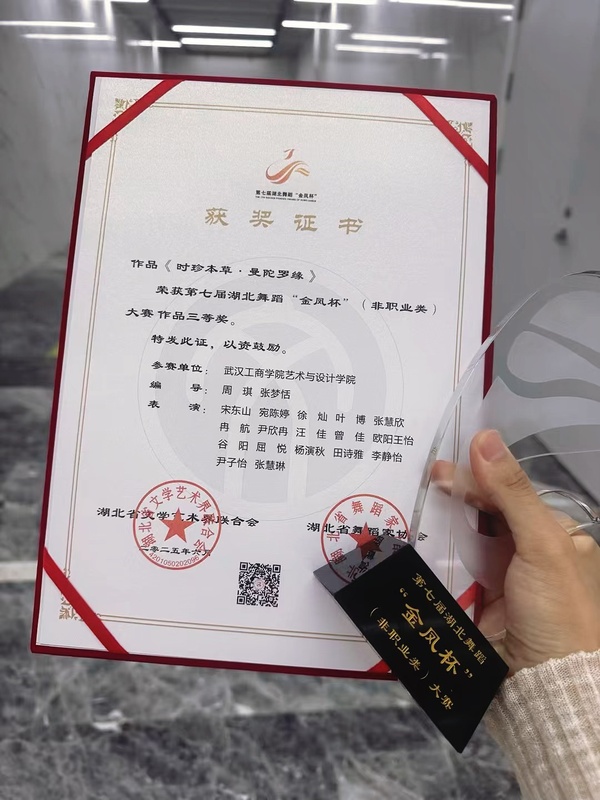 第七届湖北舞蹈“金凤杯”
获奖证书
作品《时珍本草·曼陀罗缘》
荣获第七届湖北舞蹈“金凤杯”（非职业类）
大赛作品三等奖。
特发此证，以资鼓励。
参赛单位：武汉工商学院艺术与设计学院
编导：周琪 张梦恬
表演：宋东山 宛陈婷 徐灿 叶博 张慧欣
冉航 尹欣冉 汪佳 曾佳 欧阳王怡
谷阳 屈悦 杨演秋 田诗雅 李静怡
尹子怡 张慧琳
湖北省文学艺术界联合会
湖北省舞蹈家协会
二〇二五年六月
第七届湖北舞蹈
“金凤杯”
（非职业类）大赛